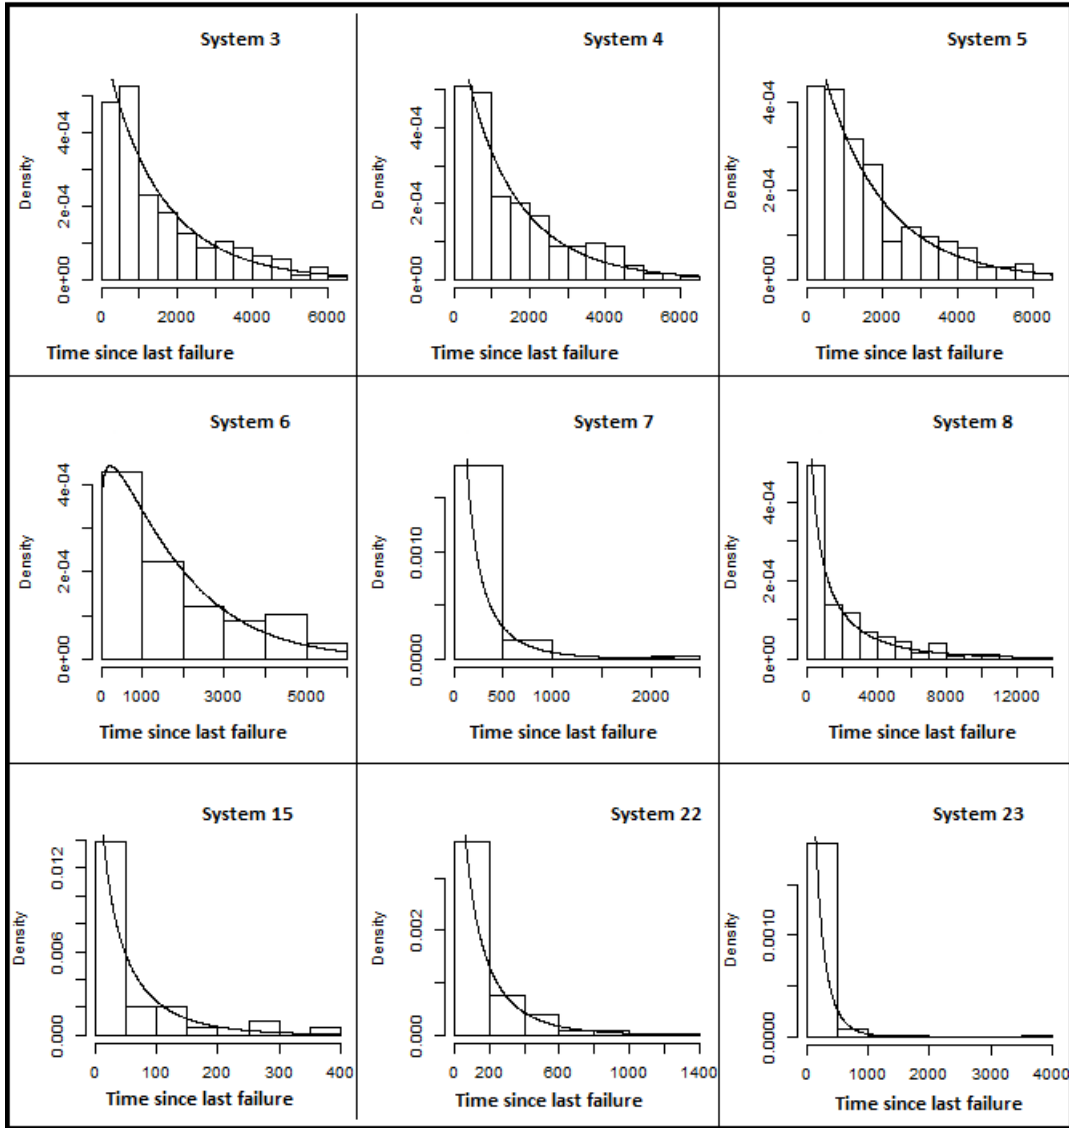 System 3
Density
0e+00 2e-04 4e-04
0 2000 4000 6000
Time since last failure
System 4
Density
0e+00 2e-04 4e-04
0 2000 4000 6000
Time since last failure
System 5
Density
0e+00 2e-04 4e-04
0 2000 4000 6000
Time since last failure
System 6
Density
0e+00 2e-04 4e-04
0 1000 3000 5000
Time since last failure
System 7
Density
0.0000 0.0010
0 500 1000 2000
Time since last failure
System 8
Density
0e+00 2e-04 4e-04
0 4000 8000 12000
Time since last failure
System 15
Density
0.000 0.006 0.012
0 100 200 300 400
Time since last failure
System 22
Density
0.000 0.002
0 200 600 1000 1400
Time since last failure
System 23
Density
0.0000 0.0010
0 1000 2000 3000 4000
Time since last failure